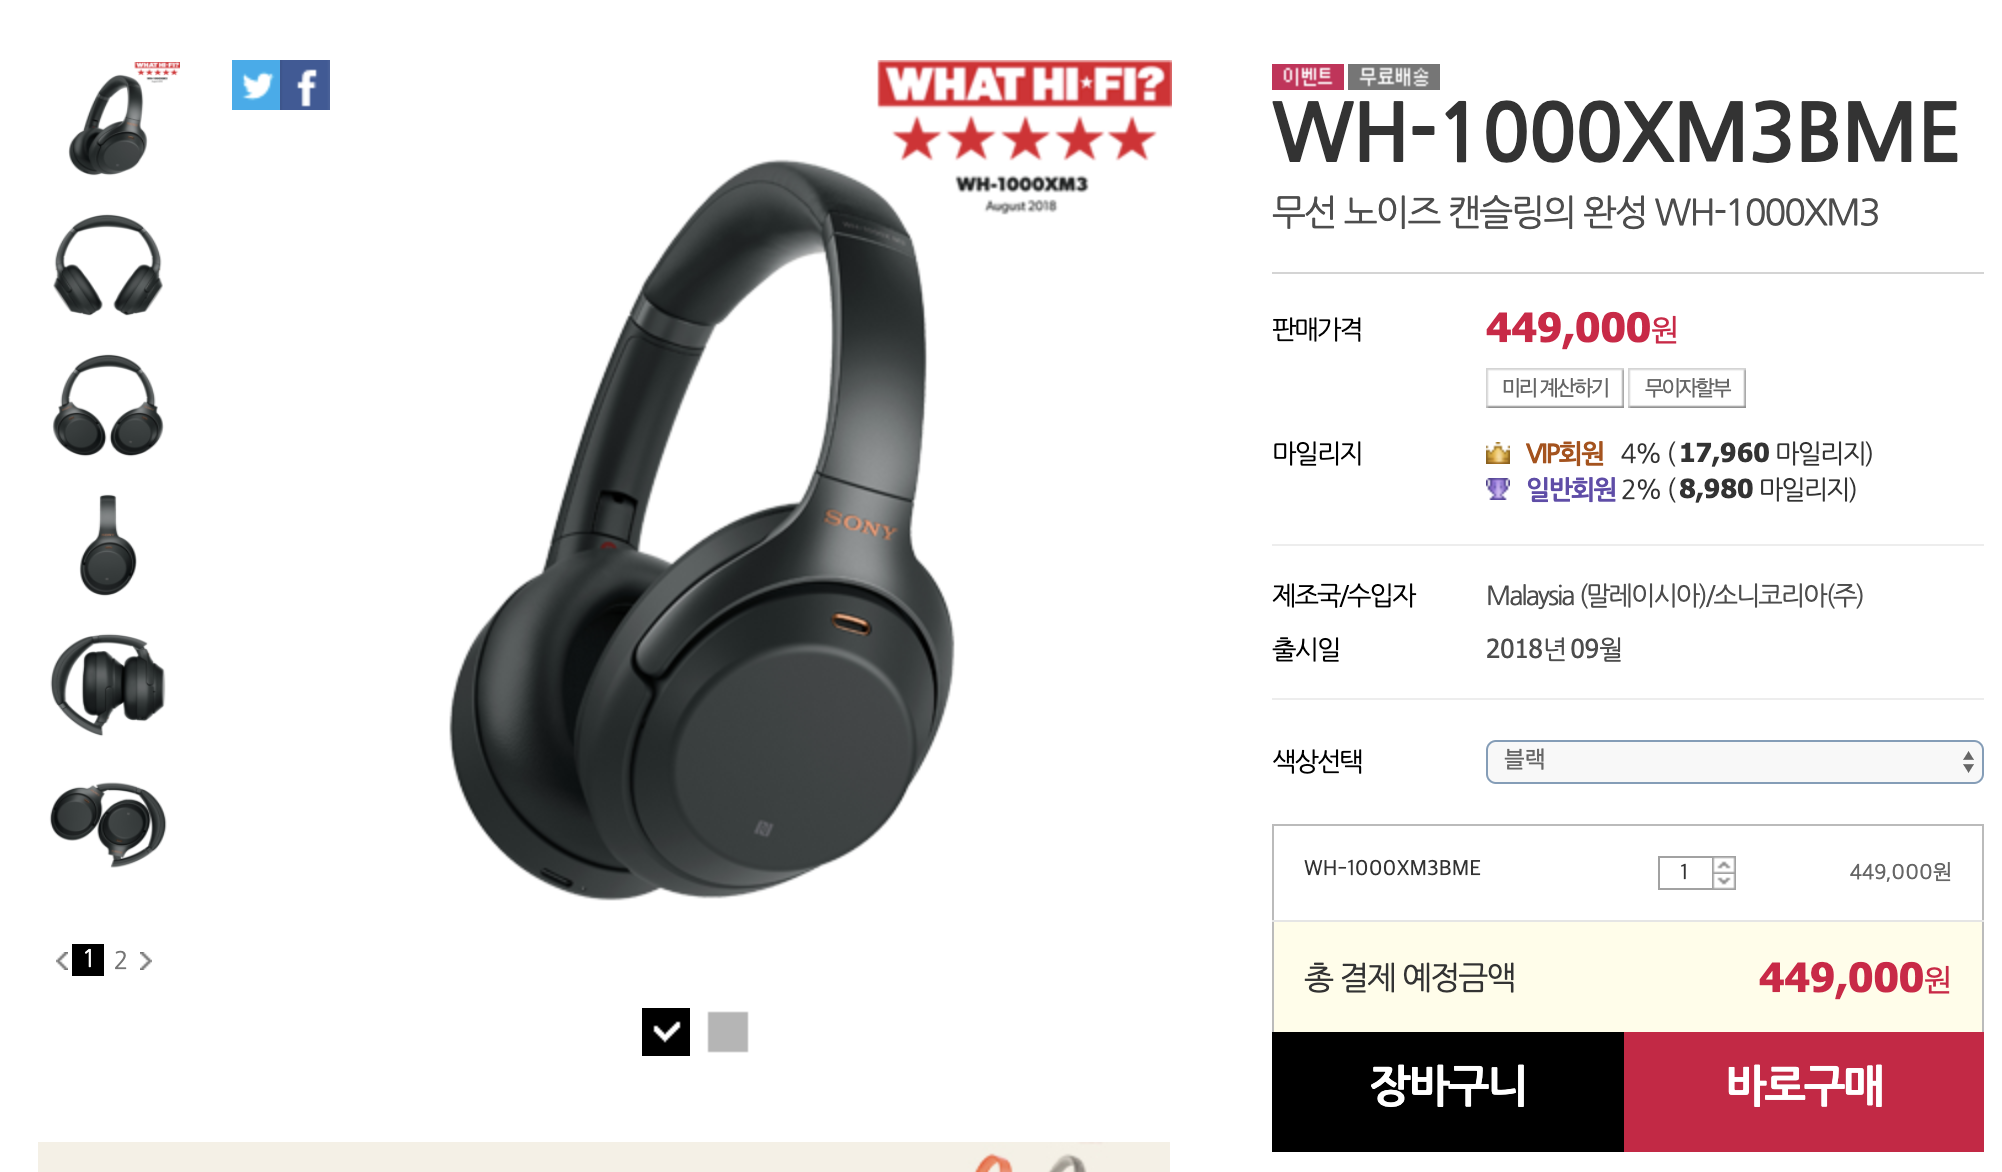 WHAT HI★FI?
WH-1000XM3
August 2018
SONY
1 2
이벤트 무료배송
WH-1000XM3BME
무선 노이즈 캔슬링의 완성 WH-1000XM3
판매가격 449,000원
미리 계산하기 무이자할부
마일리지 VIP회원 4% ( 17,960 마일리지)
일반회원 2% ( 8,980 마일리지)
제조국/수입자 Malaysia (말레이시아)/소니코리아(주)
출시일 2018년 09월
색상선택 블랙
WH-1000XM3BME 1 449,000원
총 결제 예정금액 449,000원
장바구니 바로구매